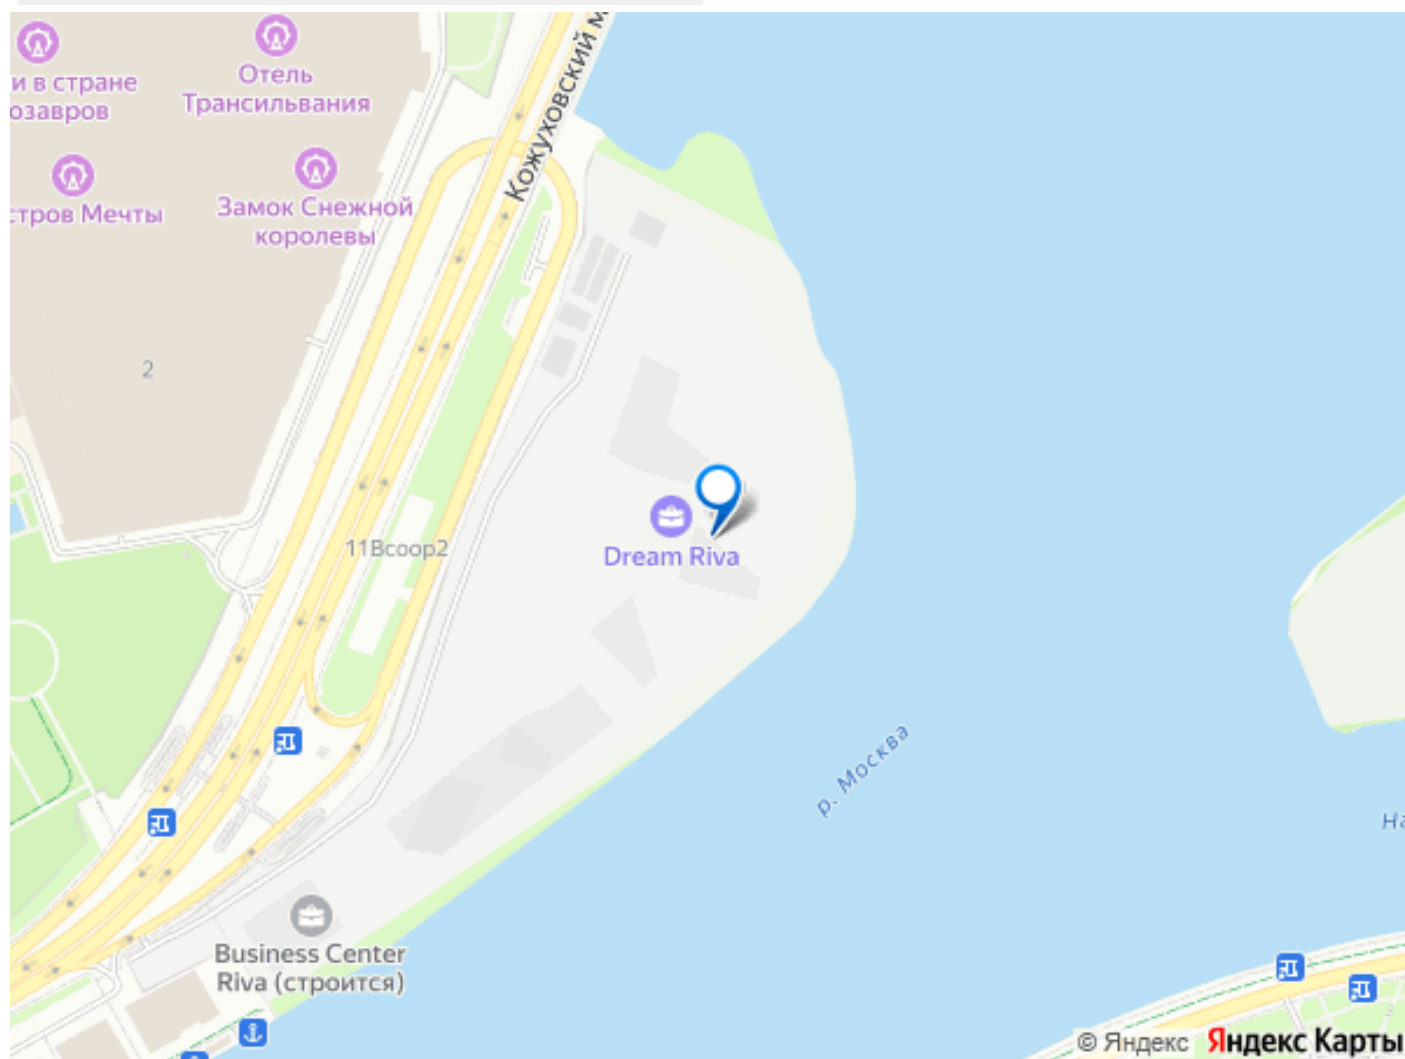 и в стране
озавров
Отель
Трансильвания
Кожуховский м
стров Мечты
Замок Снежной
королевы
2
11Всоор2
Dream Riva
р. Москва
На
Business Center
Riva (строится)
© Яндекс Яндекс Карты